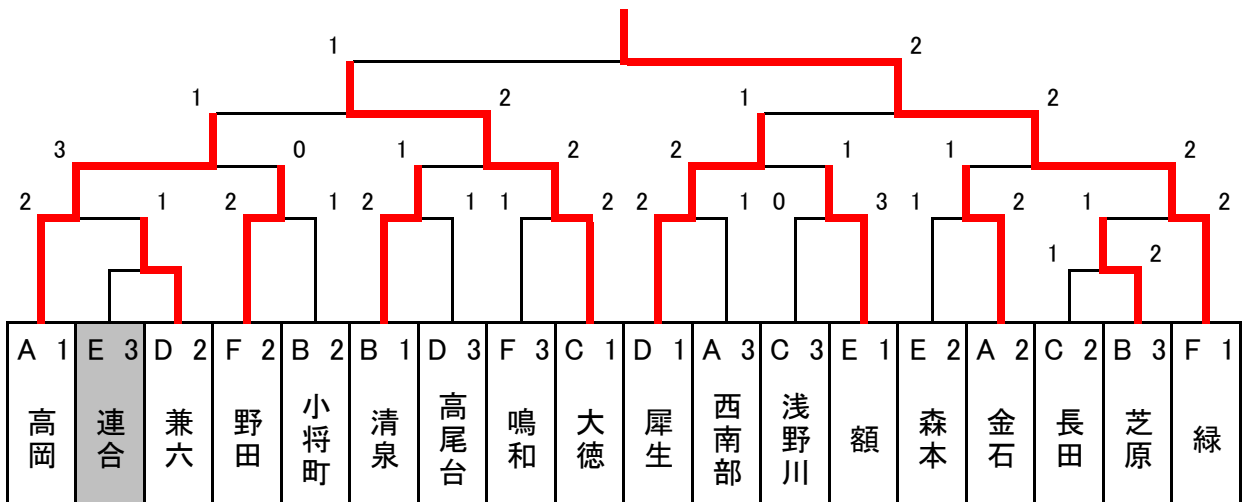 1 2
1 2 1 2
3 0 1 2 2 1 1 2
2 1 2 1 2 1 1 2 2 1 0 3 1 2 1 2
1 2
A 1 E 3 D 2 F 2 B 2 B 1 D 3 F 3 C 1 D 1 A 3 C 3 E 1 E 2 A 2 C 2 B 3 F 1
高岡 連合 兼六 野田 小将町 清泉 高尾台 鳴和 大徳 犀生 西南部 浅野川 額 森本 金石 長田 芝原 緑